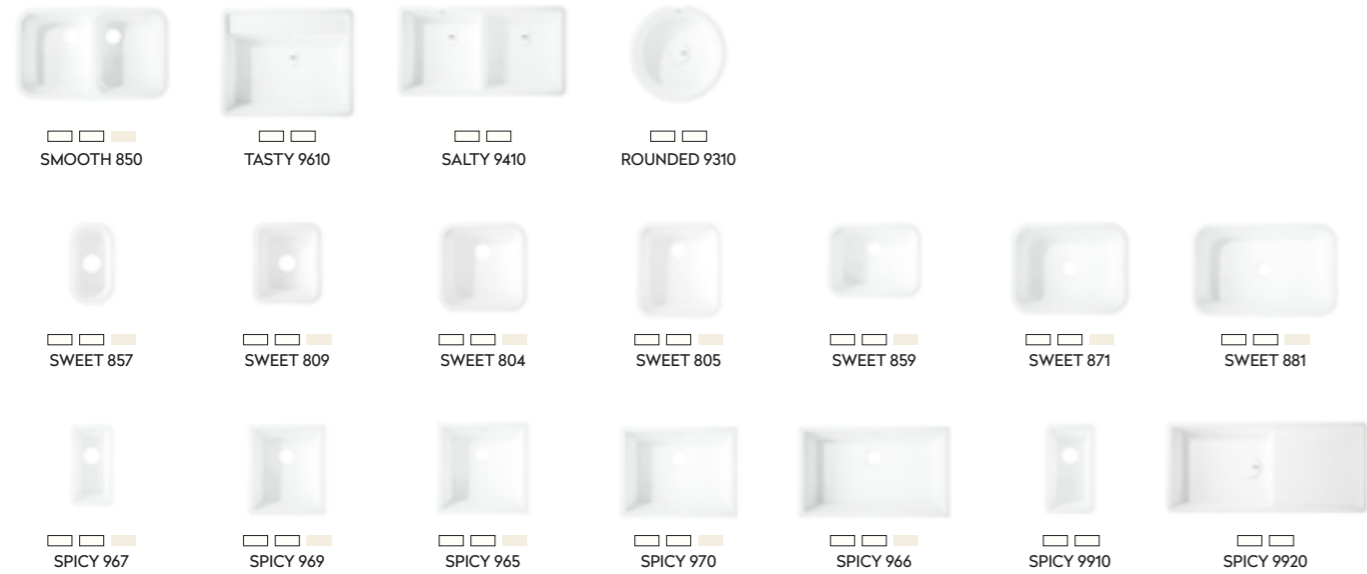 SMOOTH 850
TASTY 9610
SALTY 9410
ROUNDED 9310
SWEET 857
SWEET 809
SWEET 804
SWEET 805
SWEET 859
SWEET 871
SWEET 881
SPICY 967
SPICY 969
SPICY 965
SPICY 970
SPICY 966
SPICY 9910
SPICY 9920